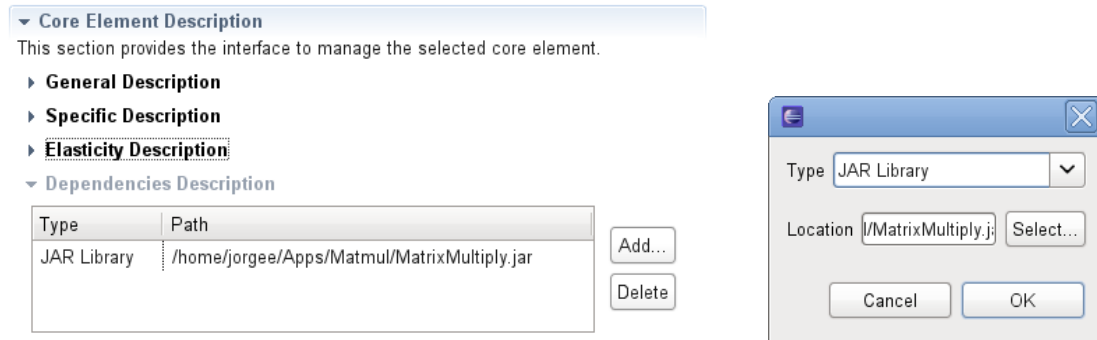 Core Element Description
This section provides the interface to manage the selected core element.
General Description
Specific Description
Elasticity Description
Dependencies Description
Type Path
JAR Library /home/jorgee/Apps/Matmul/MatrixMultiply.jar
Add...
Delete
Type JAR Library
Location l/MatrixMultiply.ja Select...
Cancel OK